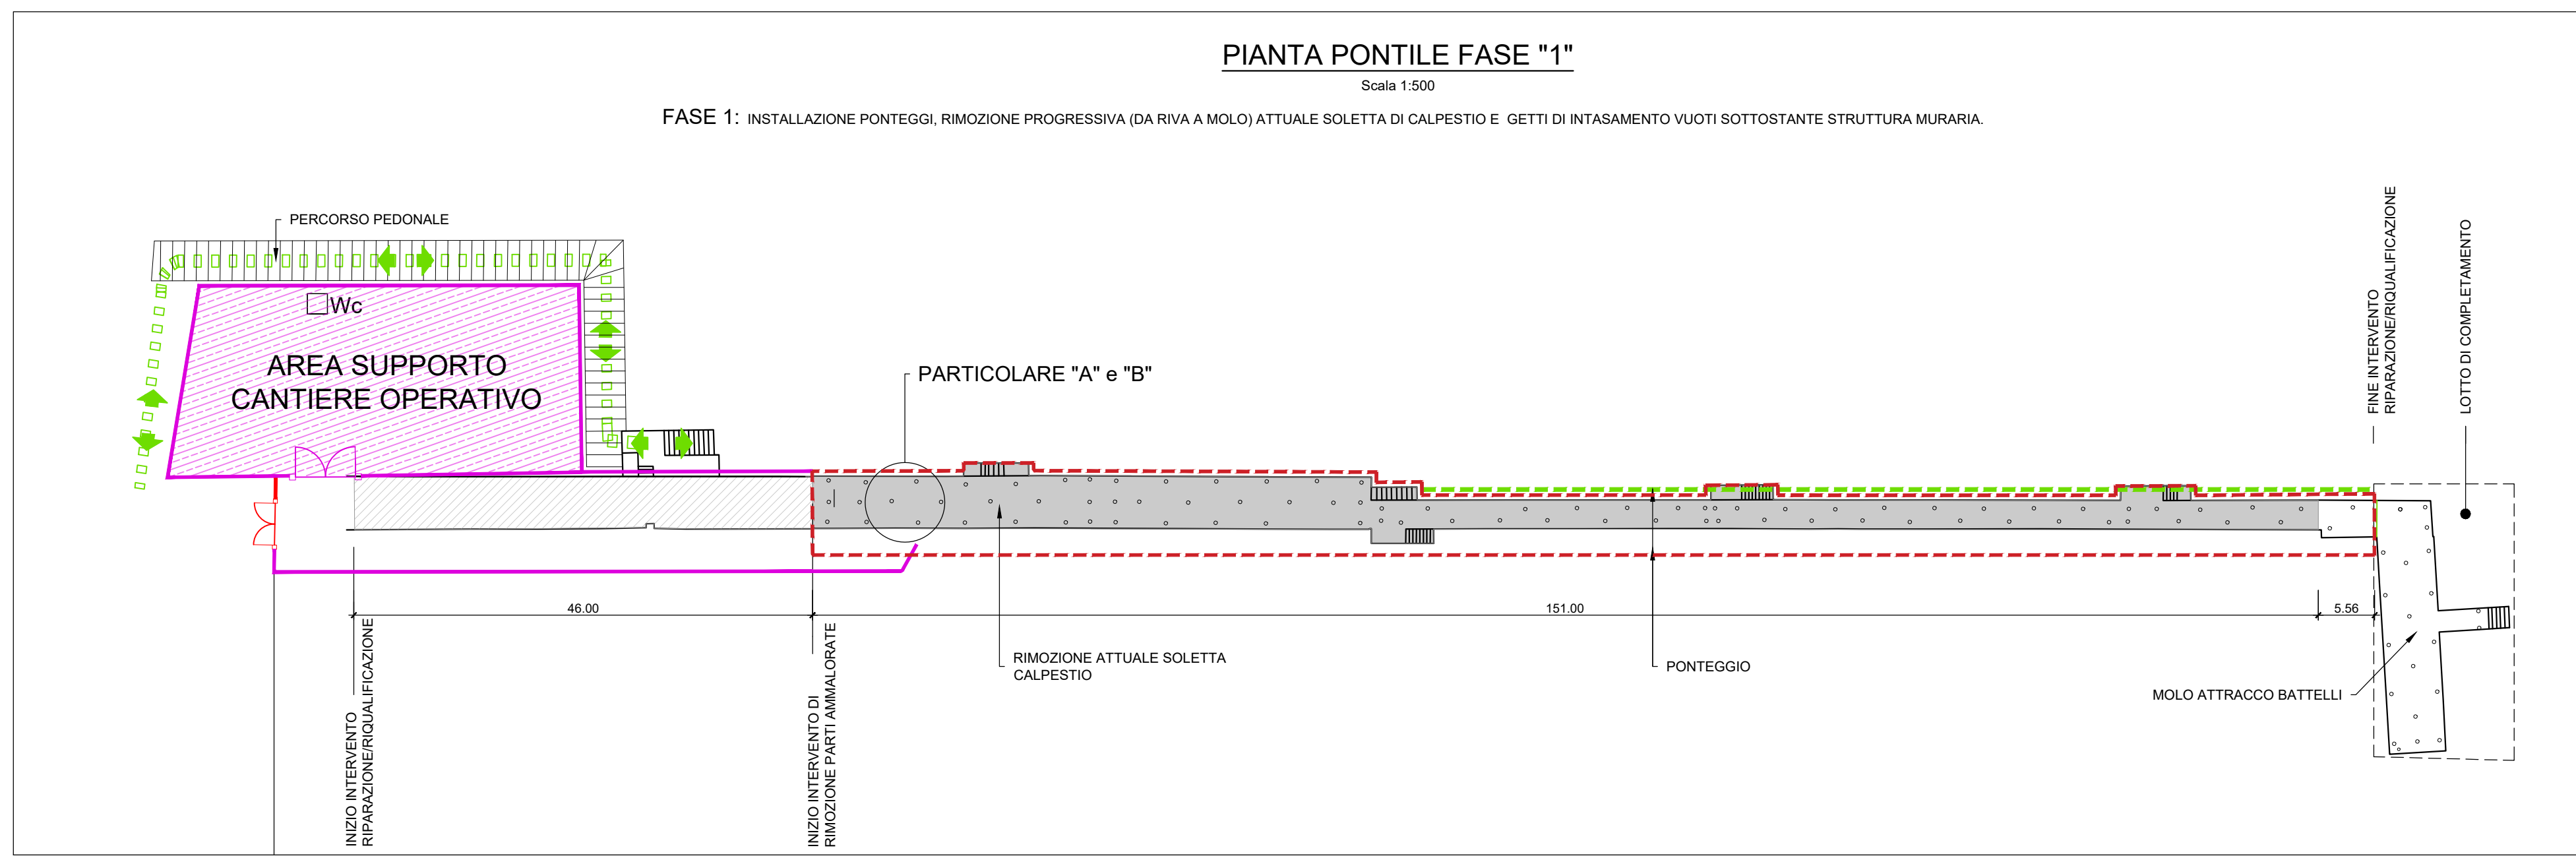 PIANTA PONTILE FASE "1"
Scala 1:500
FASE 1: INSTALLAZIONE PONTEGGI, RIMOZIONE PROGRESSIVA (DA RIVA A MOLO) ATTUALE SOLETTA DI CALPESTIO E GETTI DI INTASAMENTO VUOTI SOTTOSTANTE STRUTTURA MURARIA.
PERCORSO PEDONALE
Wc
AREA SUPPORTO
CANTIERE OPERATIVO
PARTICOLARE "A" e "B"
FINE INTERVENTO
RIPARAZIONE/RIQUALIFICAZIONE
LOTTO DI COMPLETAMENTO
46.00
151.00
5.56
INIZIO INTERVENTO
RIPARAZIONE/RIQUALIFICAZIONE
INIZIO INTERVENTO DI
RIMOZIONE PARTI AMMALORATE
RIMOZIONE ATTUALE SOLETTA
CALPESTIO
PONTEGGIO
MOLO ATTRACCO BATTELLI